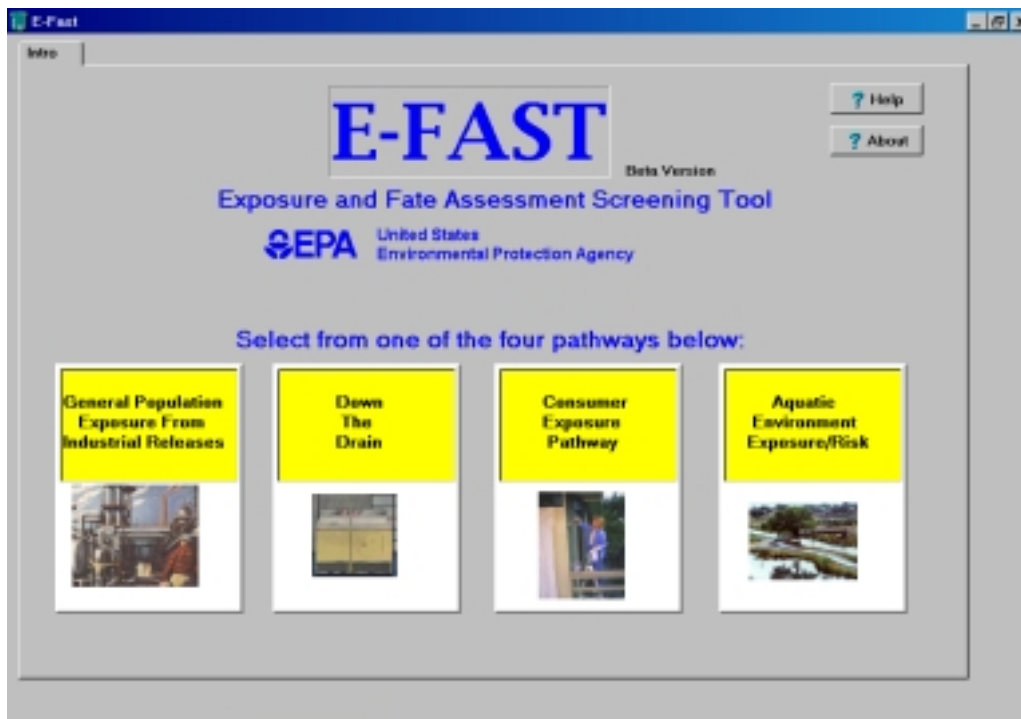 E-Fast
Intro
E-FAST
Beta Version
? Help
? About
Exposure and Fate Assessment Screening Tool
EPA
United States
Environmental Protection Agency
Select from one of the four pathways below:
General Population
Exposure From
Industrial Releases
Down
The
Drain
Consumer
Exposure
Pathway
Aquatic
Environment
Exposure/Risk